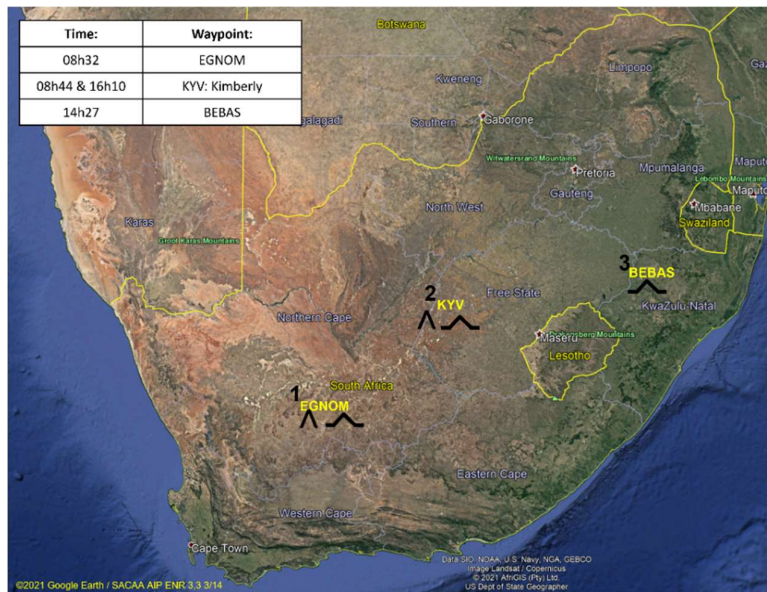 Time: Waypoint:
08h32 EGNOM
08h44 & 16h10 KYV: Kimberly
14h27 BEBAS
Botswana
Limpopo
Kweneng
Gaza
Southern
Gaborone
Witwatersrand Mountains
Pretoria
Mpumalanga
Lebombo Mountains
Maputo
Gauteng
Mbabane
Maputo
North West
Swaziland
Karas
Groot Karas Mountains
3
BEBAS
2
KYV
Free State
KwaZulu-Natal
Northern Cape
Maseru
Lesotho
South Africa
1
EGNOM
Eastern Cape
Western Cape
Cape Town
Data SIO, NOAA, U.S. Navy, NGA, GEBCO
Image Landsat / Copernicus
© 2021 AfriGIS (Pty) Ltd.
US Dept of State Geographer
©2021 Google Earth / SACAA AIP ENR 3,3 3/14